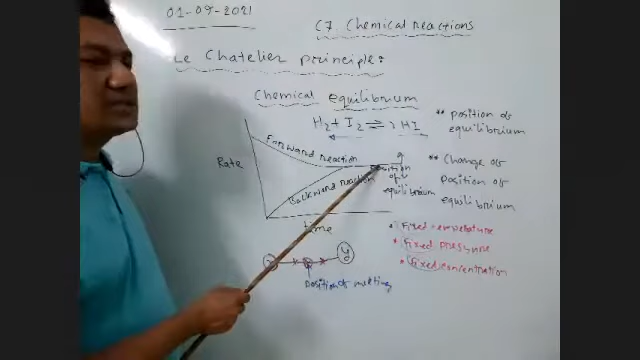 01-09-2021
C7. Chemical reactions
Le Chatelier principle:
Chemical equilibrium
H2 + I2 ⇌ 2HI
** position of
equilibrium
Rate
Forward reaction
Backward reaction
position
of
equilibrium
time
** Change of
position of
equilibrium
* Fixed temperature
* fixed pressure
* fixed concentration
x
y
position of meeting